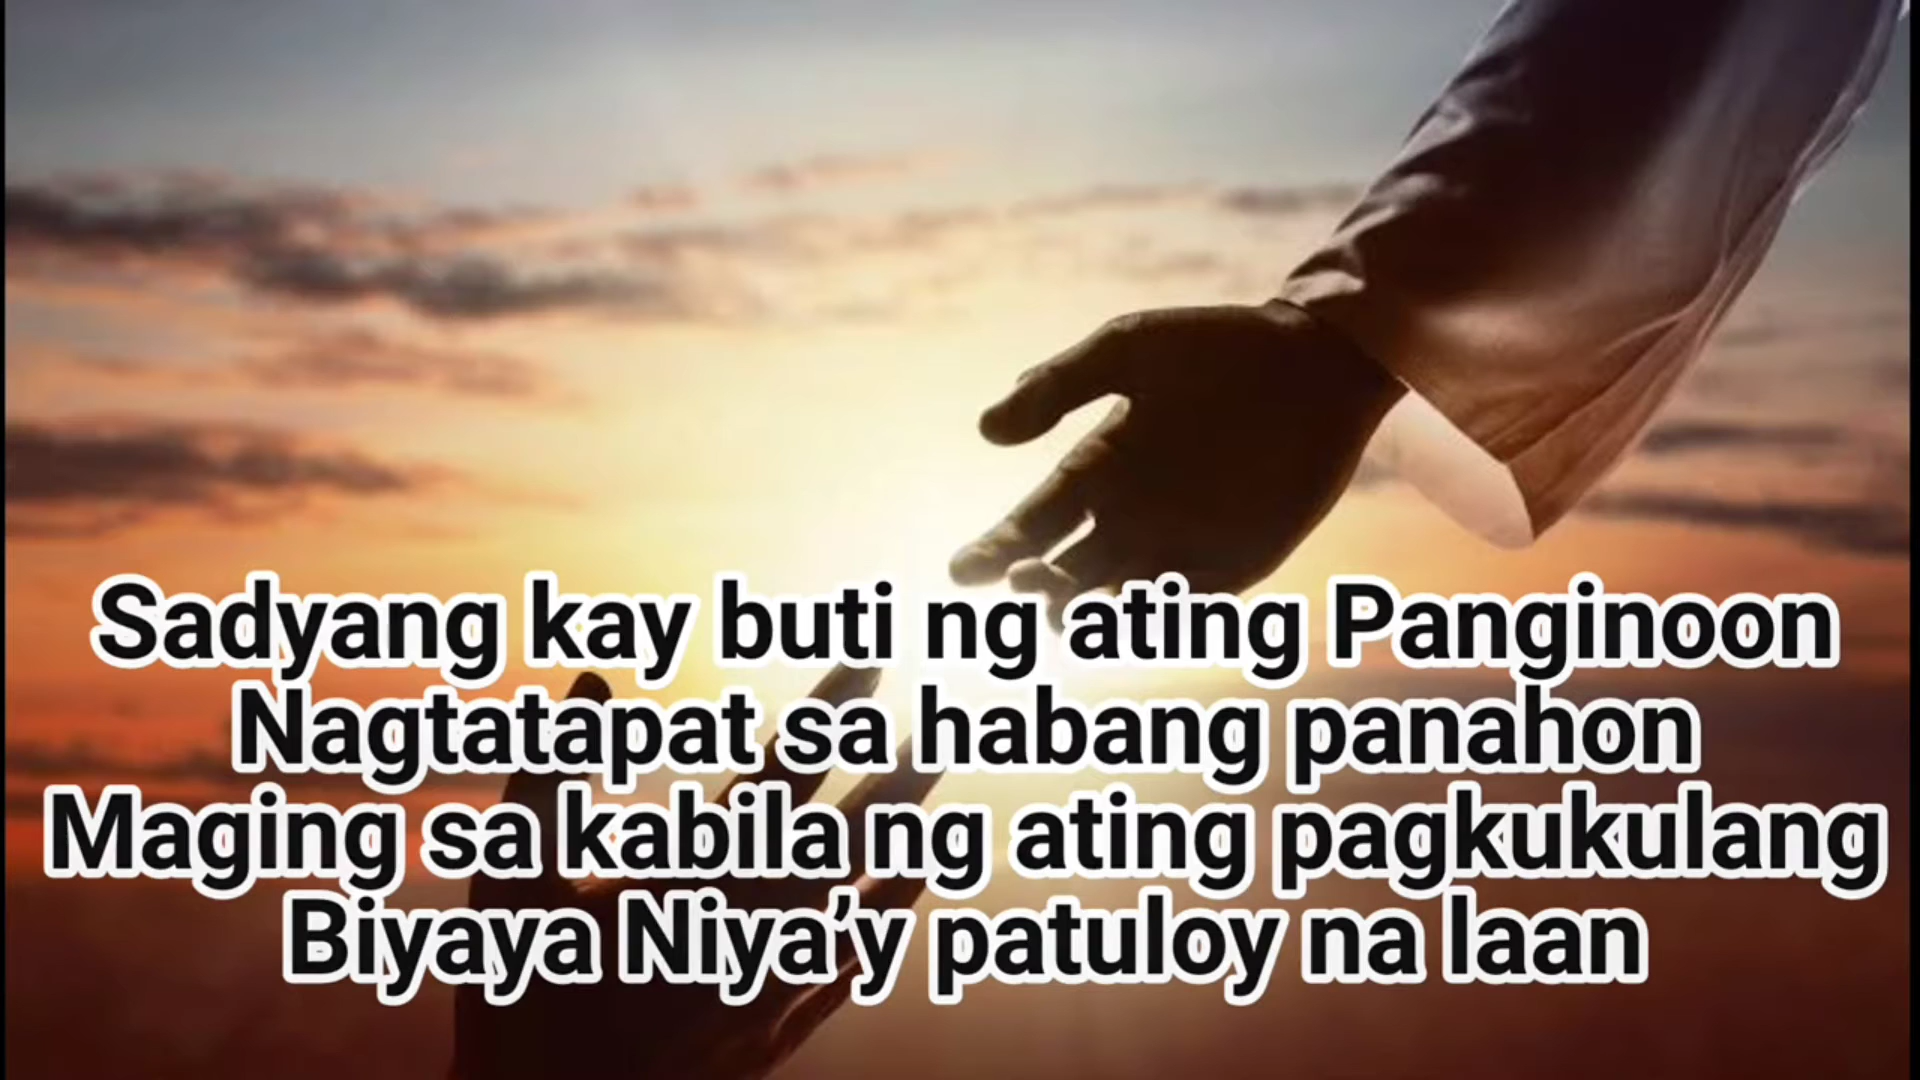 Sadyang kay buti ng ating Panginoon
Nagtatapat sa habang panahon
Maging sa kabila ng ating pagkukulang
Biyaya Niya’y patuloy na laan